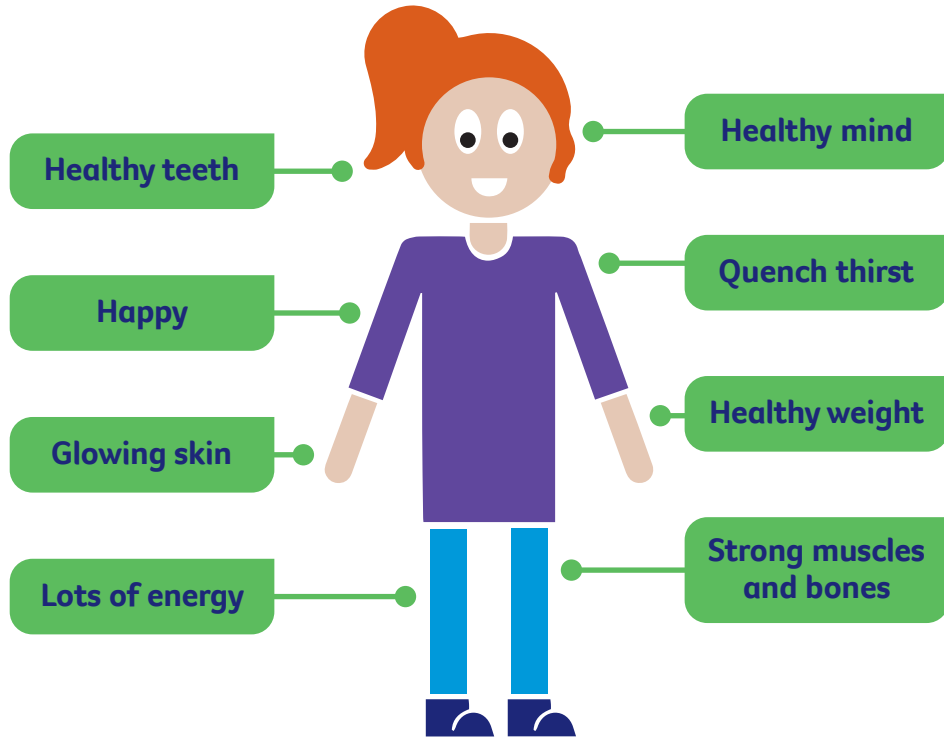 Healthy teeth
Happy
Glowing skin
Lots of energy
Healthy mind
Quench thirst
Healthy weight
Strong muscles
and bones